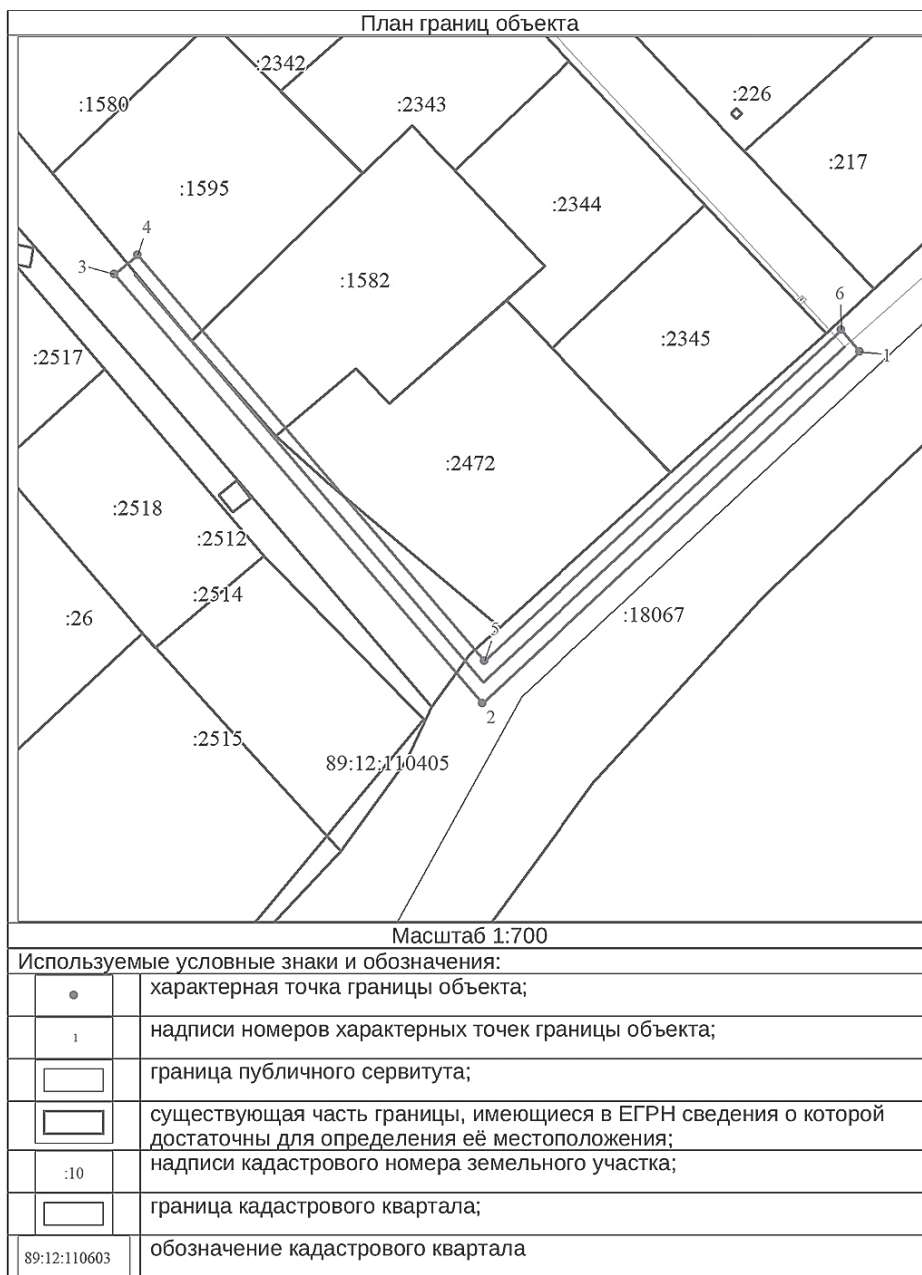 План границ объекта
:2342
:1580
:2343
:226
:217
:1595
:2344
4
3
:1582
6
:2345
1
:2517
:2472
:2518
:2512
:2514
:26
:18067
5
2
:2515
89:12:110405
Масштаб 1:700
Используемые условные знаки и обозначения:
характерная точка границы объекта;
1
надписи номеров характерных точек границы объекта;
граница публичного сервитута;
существующая часть границы, имеющиеся в ЕГРН сведения о которой
достаточны для определения её местоположения;
:10
надписи кадастрового номера земельного участка;
граница кадастрового квартала;
89:12:110603
обозначение кадастрового квартала